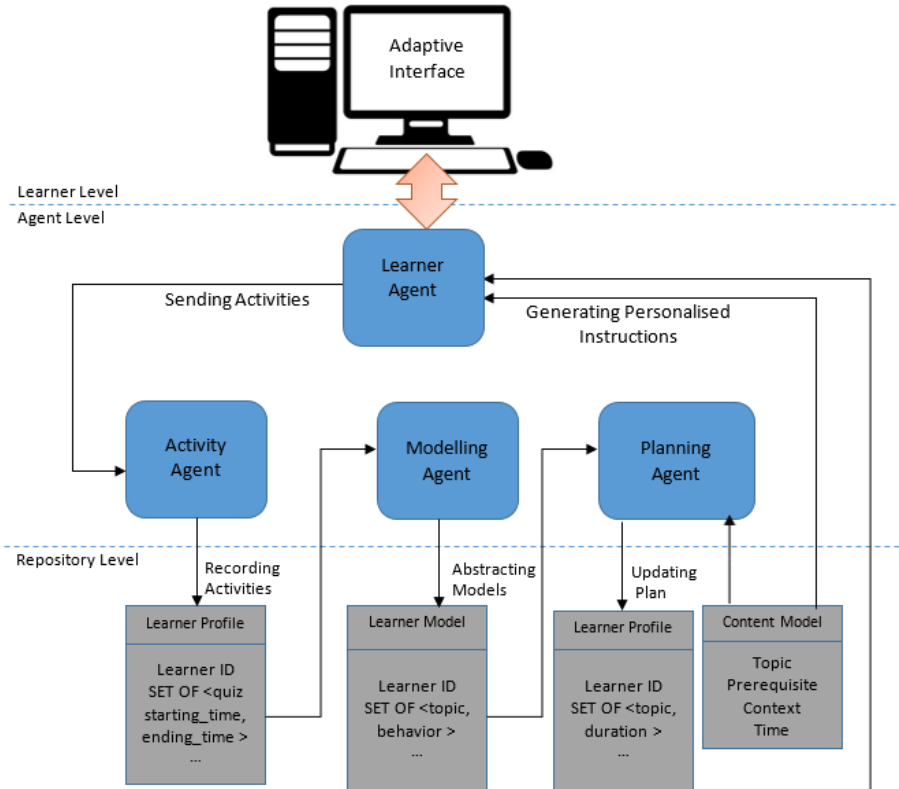 Adaptive
Interface
Learner Level
Agent Level
Learner
Agent
Sending Activities
Generating Personalised
Instructions
Activity
Agent
Modelling
Agent
Planning
Agent
Repository Level
Recording
Activities
Abstracting
Models
Updating
Plan
Learner Profile
Learner ID
SET OF <quiz
starting_time,
ending_time >
...
Learner Model
Learner ID
SET OF <topic,
behavior >
...
Learner Profile
Learner ID
SET OF <topic,
duration >
...
Content Model
Topic
Prerequisite
Context
Time